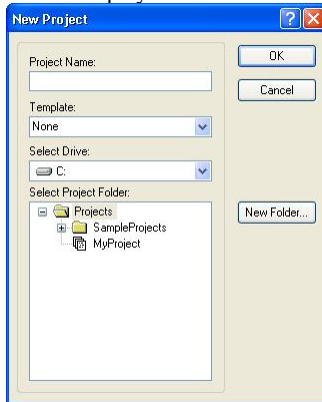 New Project
Project Name:
OK
Cancel
Template:
None
Select Drive:
C:
Select Project Folder:
Projects
SampleProjects
MyProject
New Folder...